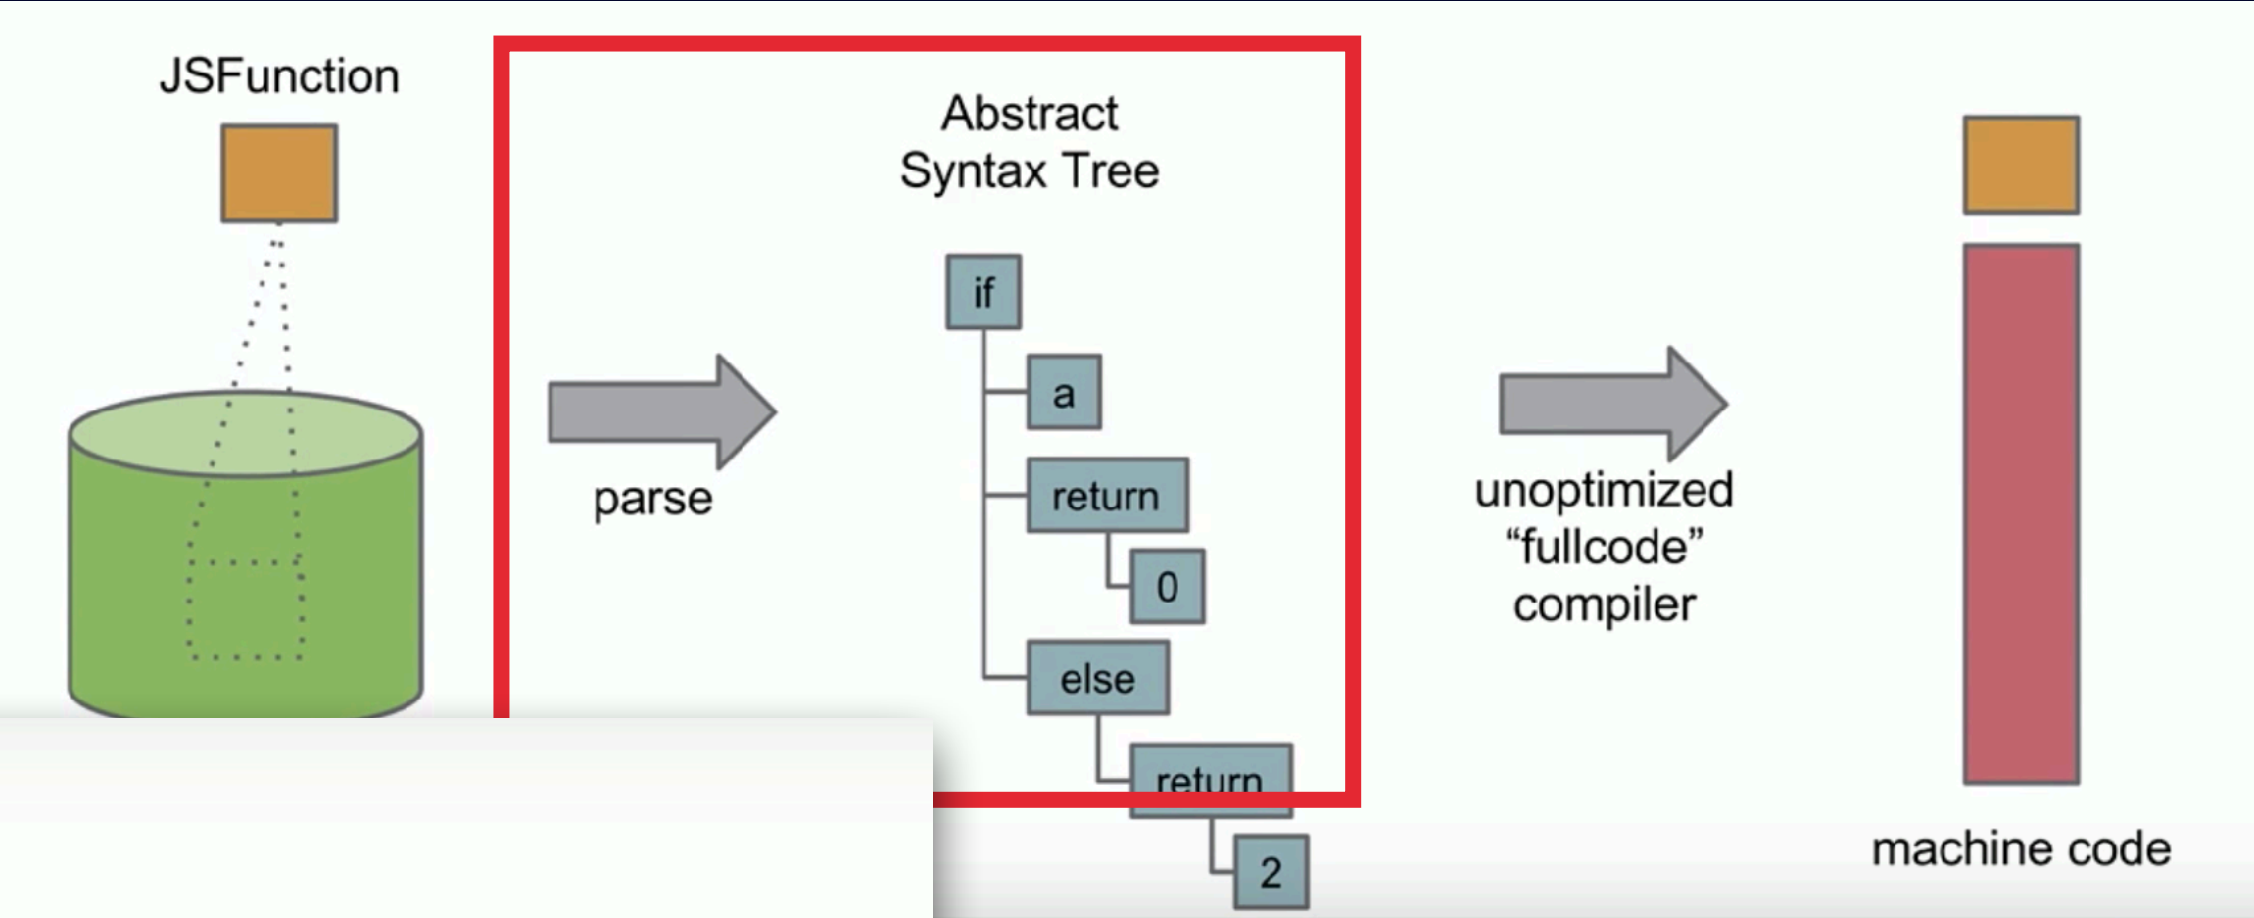 JSFunction
Abstract
Syntax Tree
if
a
return
0
else
return
2
parse
unoptimized
“fullcode”
compiler
machine code